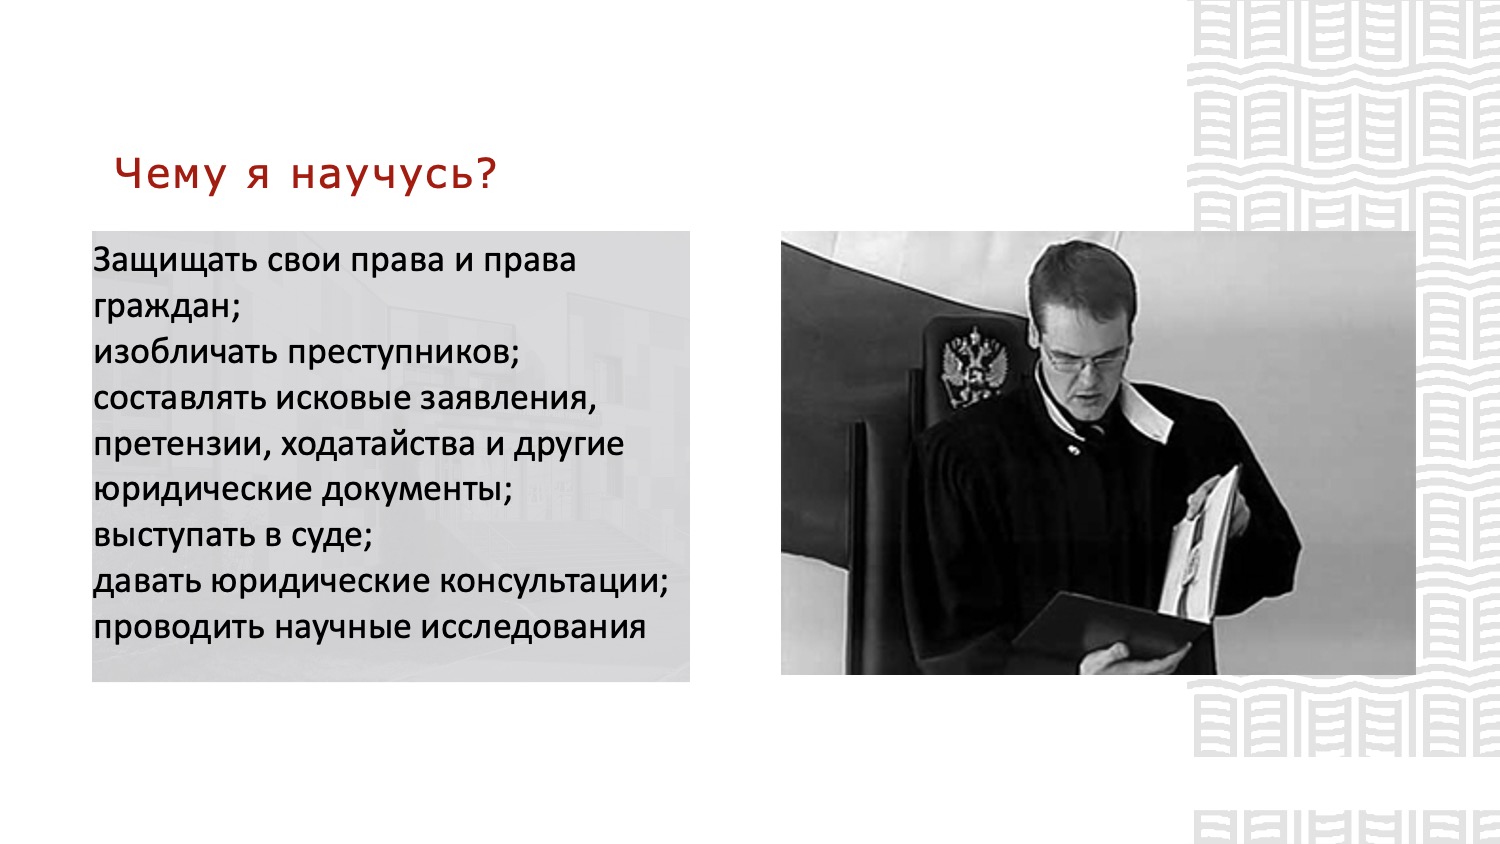 Чему я научусь?
Защищать свои права и права
граждан;
изобличать преступников;
составлять исковые заявления,
претензии, ходатайства и другие
юридические документы;
выступать в суде;
давать юридические консультации;
проводить научные исследования